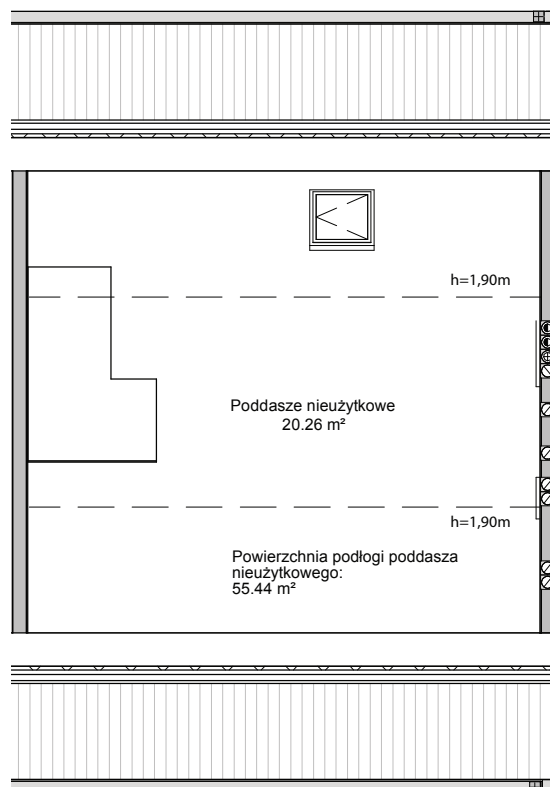 h=1,90m
Poddasze nieużytkowe
20.26 m²
h=1,90m
Powierzchnia podłogi poddasza
nieużytkowego:
55.44 m²